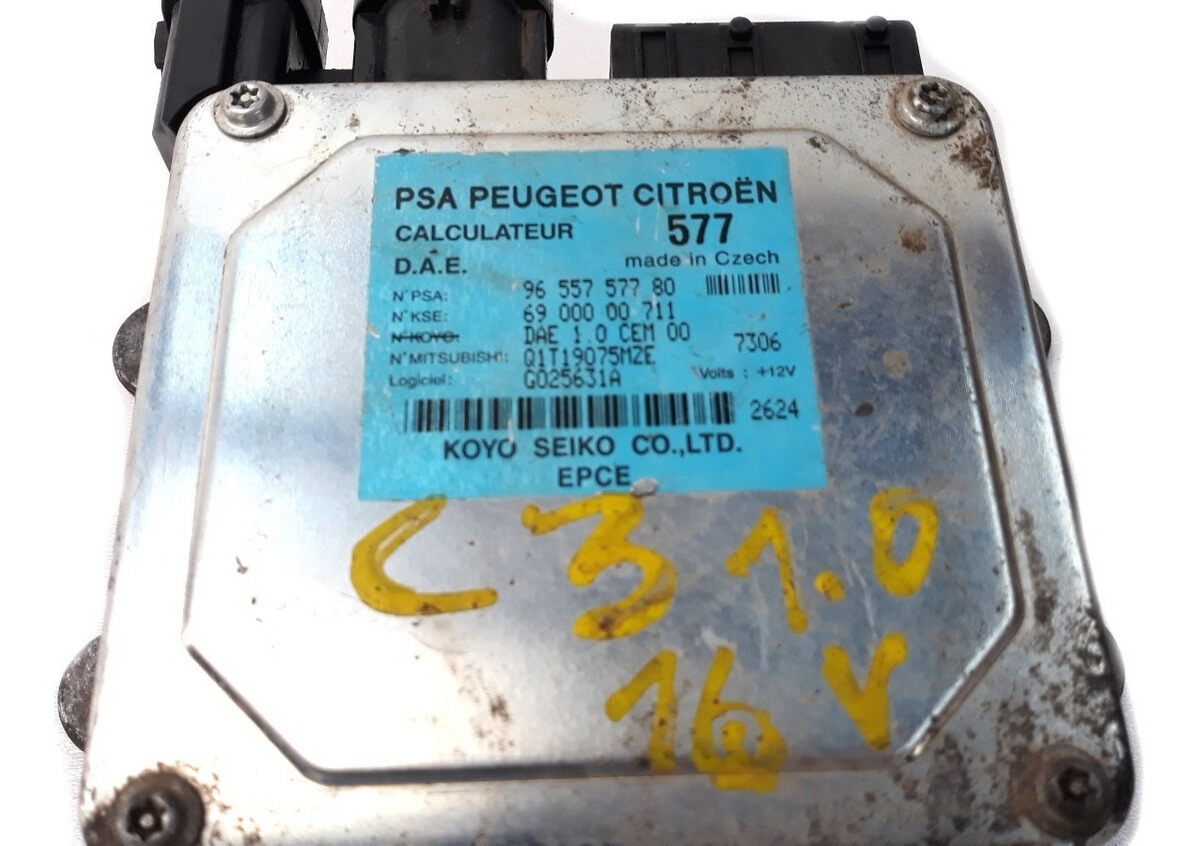 PSA PEUGEOT CITROËN
CALCULATEUR 577
D.A.E. made in Czech
N°PSA: 96 557 577 80
N°KSE: 69 000 00 711
N°KOYO: DAE 1.0 CEM 00 7306
N°MITSUBISHI: Q1T19075MZE
Logiciel: G025631A Volts : +12V
2624
KOYO SEIKO CO.,LTD.
EPCE
C 3 1.0
16 V